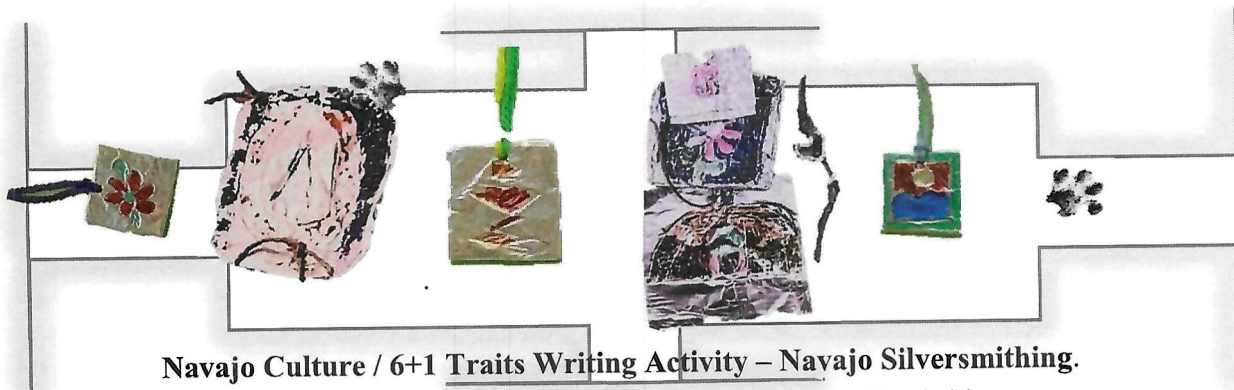 Navajo Culture / 6+1 Traits Writing Activity – Navajo Silversmithing.